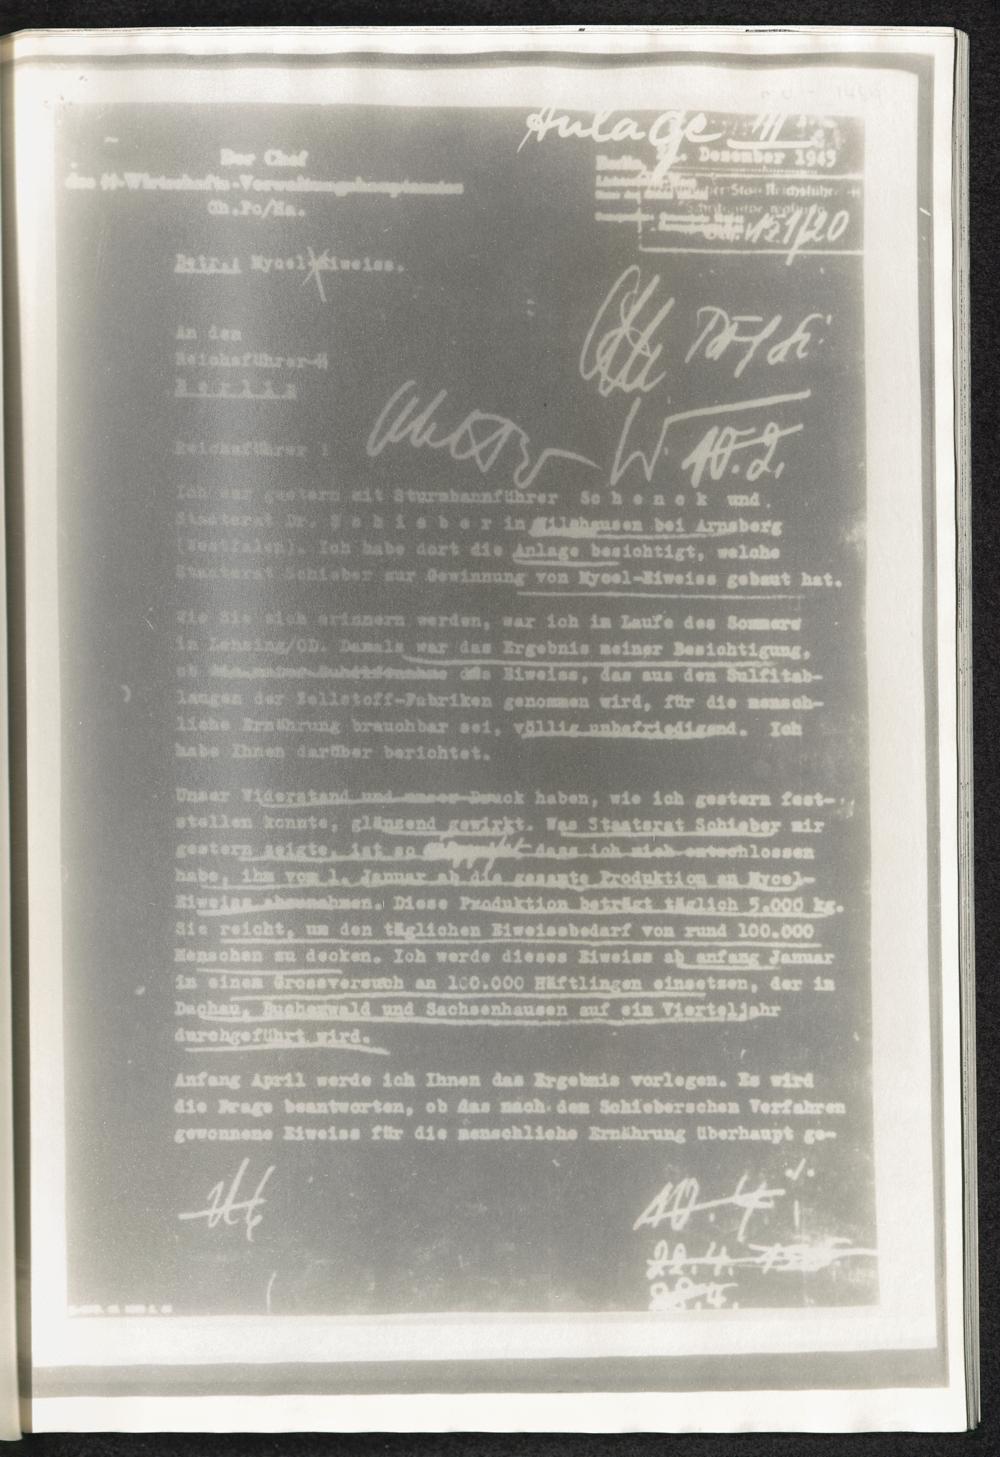 Anlage III
Der Chef
des SS-Wirtschafts-Verwaltungshauptamtes
Ch.Po/Ha.
Berlin, Dezember 1943
1/20
Betr.: Mycel-Eiweiss.
An den
Reichsführer-SS
Berlin
10.2.
Reichsführer !
Ich war gestern mit Sturmbannführer Schenck und
Staatsrat Dr. Schieber in Hilshausen bei Arnsberg
(Westfalen). Ich habe dort die Anlage besichtigt, welche
Staatsrat Schieber zur Gewinnung von Mycel-Eiweiss gebaut hat.
Wie Sie sich erinnern werden, war ich im Laufe des Sommers
in Lenzing/OD. Damals war das Ergebnis meiner Besichtigung,
ob das Eiweiss, das aus den Sulfitab-
laugen der Zellstoff-Fabriken genommen wird, für die mensch-
liche Ernährung brauchbar sei, völlig unbefriedigend. Ich
habe Ihnen darüber berichtet.
Unser Widerstand und unser Druck haben, wie ich gestern fest-
stellen konnte, glänzend gewirkt. Was Staatsrat Schieber mir
gestern zeigte, ist so dass ich mich entschlossen
habe, ihm vom 1. Januar ab die gesamte Produktion an Mycel-
Eiweiss abzunehmen. Diese Produktion beträgt täglich 5.000 kg.
Sie reicht, um den täglichen Eiweissbedarf von rund 100.000
Menschen zu decken. Ich werde dieses Eiweiss ab anfang Januar
in einem Grossversuch an 100.000 Häftlingen einsetzen, der in
Dachau, Buchenwald und Sachsenhausen auf ein Vierteljahr
durchgeführt wird.
Anfang April werde ich Ihnen das Ergebnis vorlegen. Es wird
die Frage beantworten, ob das nach dem Schieberschen Verfahren
gewonnene Eiweiss für die menschliche Ernährung überhaupt ge-
10.4
22.4.
28.4.